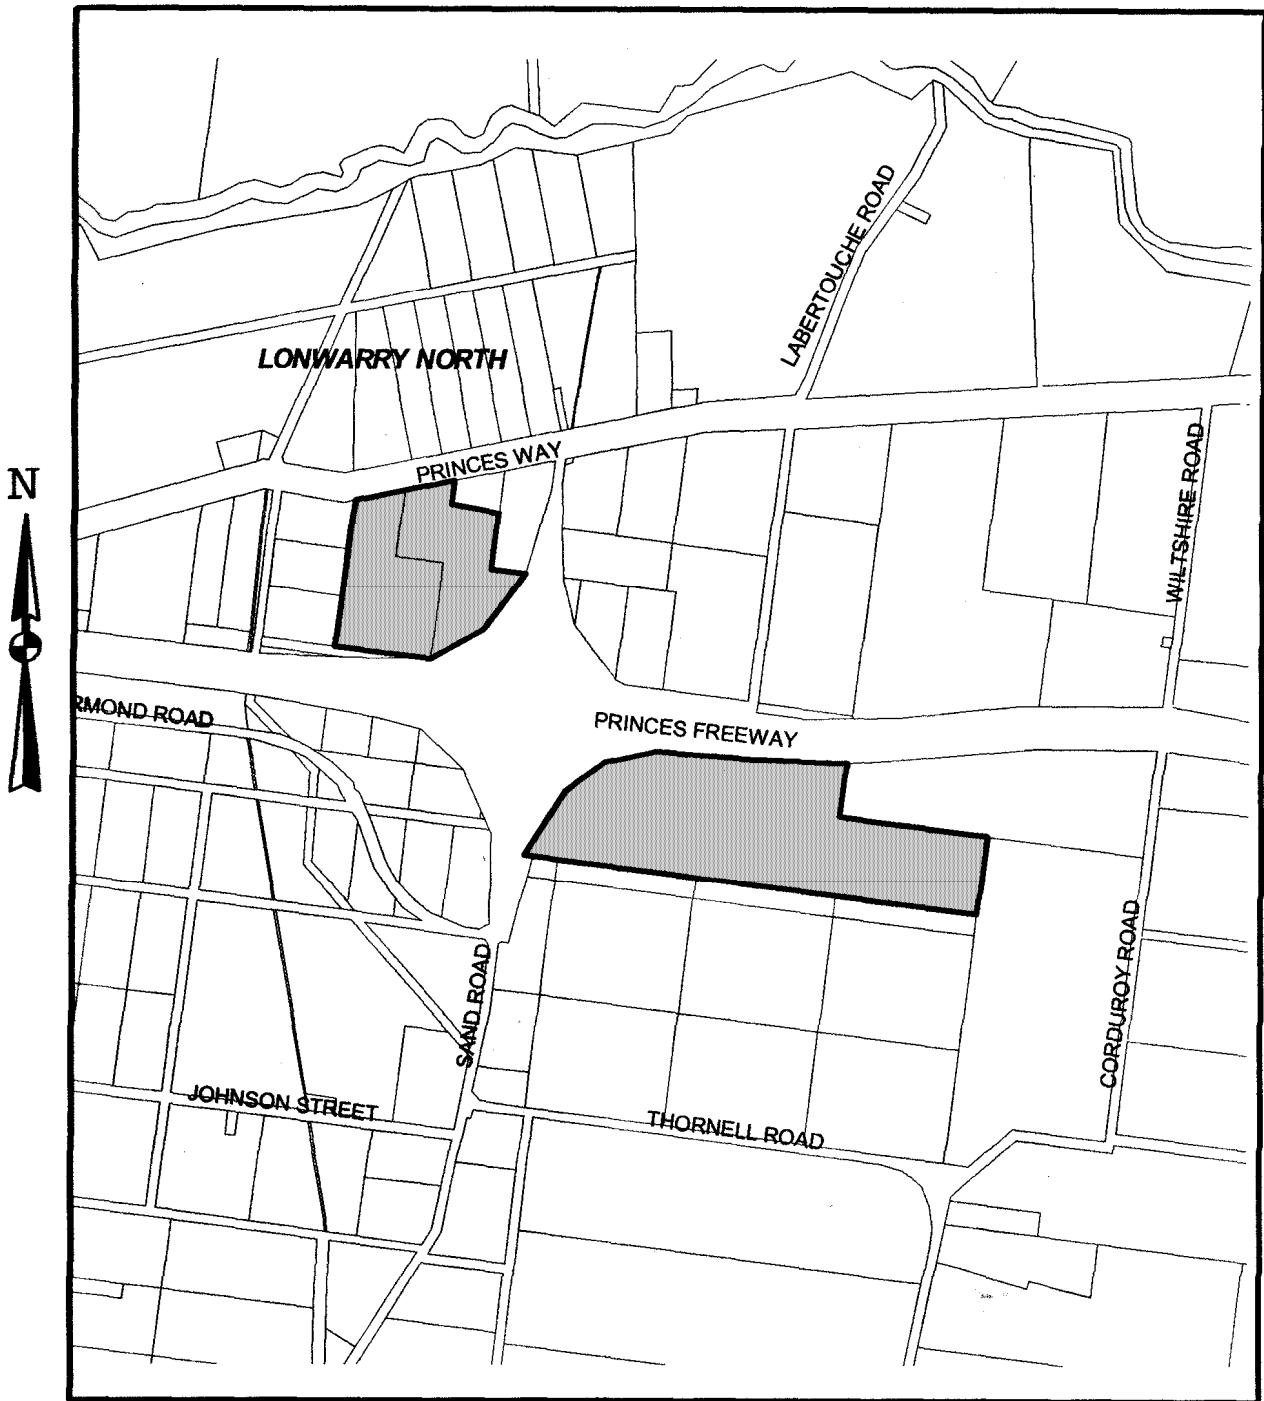 LABERTOUCHE ROAD
LONWARRY NORTH
PRINCES WAY
WILTSHIRE ROAD
N
RMOND ROAD
PRINCES FREEWAY
SAND ROAD
CORDUROY ROAD
JOHNSON STREET
THORNELL ROAD